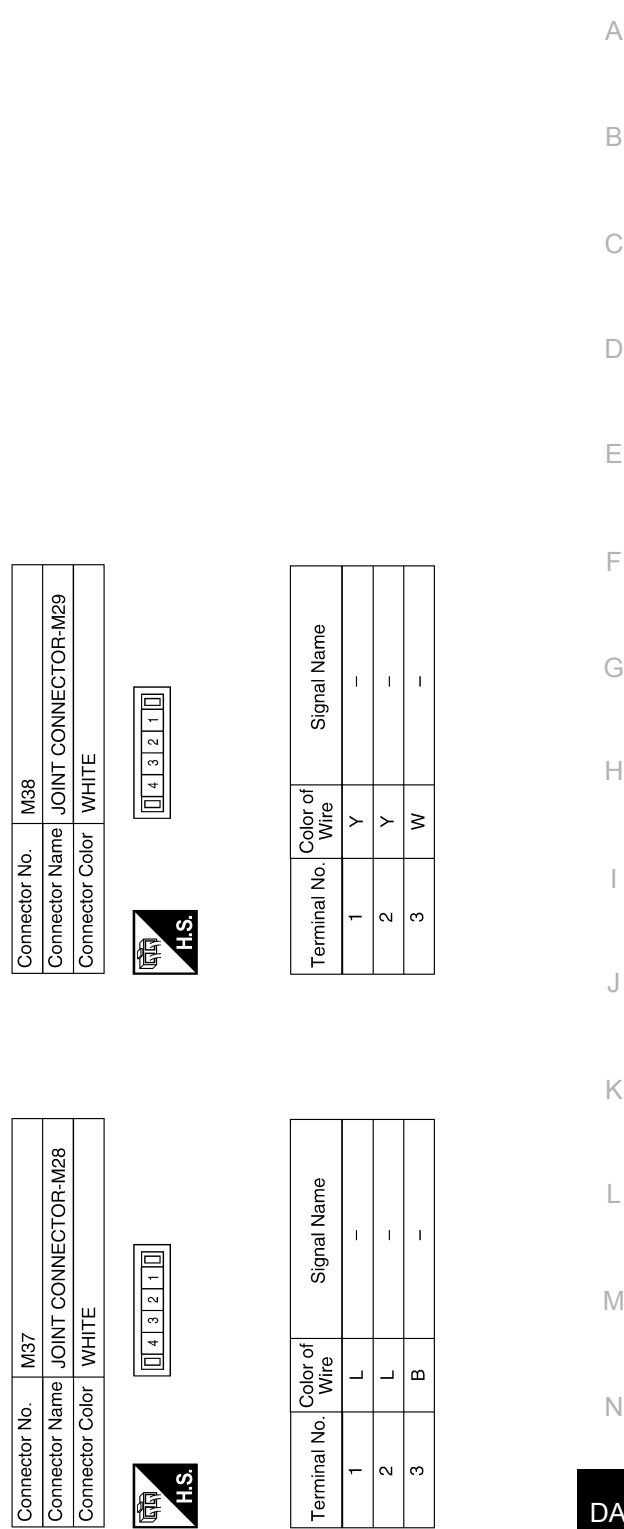 Connector No. M37
Connector Name JOINT CONNECTOR-M28
Connector Color WHITE
H.S.
4 3 2 1
Terminal No. Color of Wire Signal Name
1 L –
2 L –
3 B –
Connector No. M38
Connector Name JOINT CONNECTOR-M29
Connector Color WHITE
H.S.
4 3 2 1
Terminal No. Color of Wire Signal Name
1 Y –
2 Y –
3 W –
A
B
C
D
E
F
G
H
I
J
K
L
M
N
DA